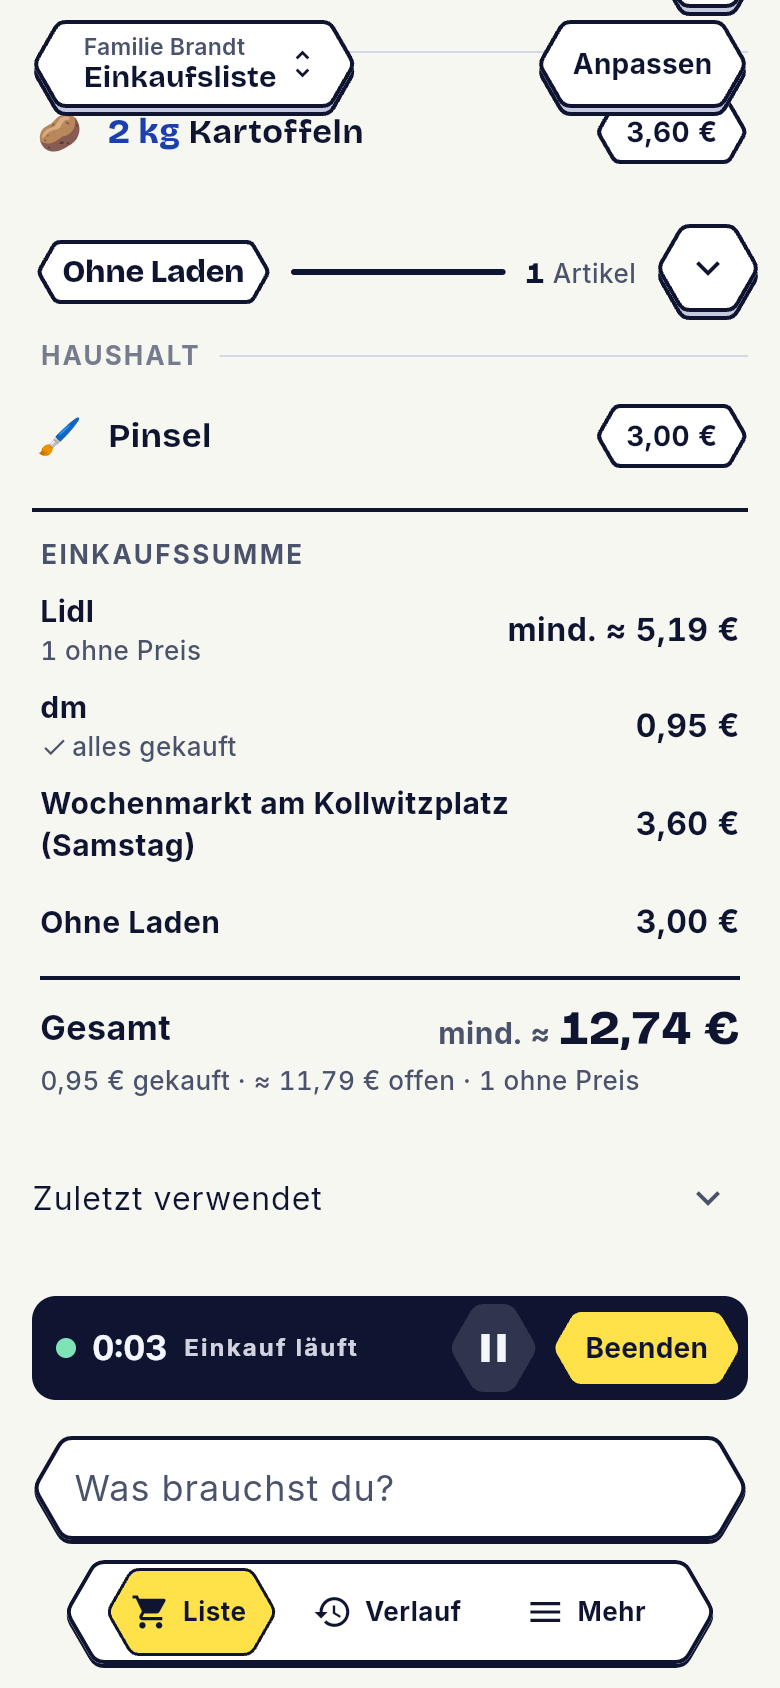 Familie Brandt
Einkaufsliste
Anpassen
2 kg Kartoffeln
3,60 €
Ohne Laden
1 Artikel
HAUSHALT
Pinsel
3,00 €
EINKAUFSSUMME
Lidl
mind. ≈ 5,19 €
1 ohne Preis
dm
0,95 €
✓ alles gekauft
Wochenmarkt am Kollwitzplatz
(Samstag)
3,60 €
Ohne Laden
3,00 €
Gesamt
mind. ≈ 12,74 €
0,95 € gekauft · ≈ 11,79 € offen · 1 ohne Preis
Zuletzt verwendet
0:03 Einkauf läuft
Beenden
Was brauchst du?
Liste
Verlauf
Mehr